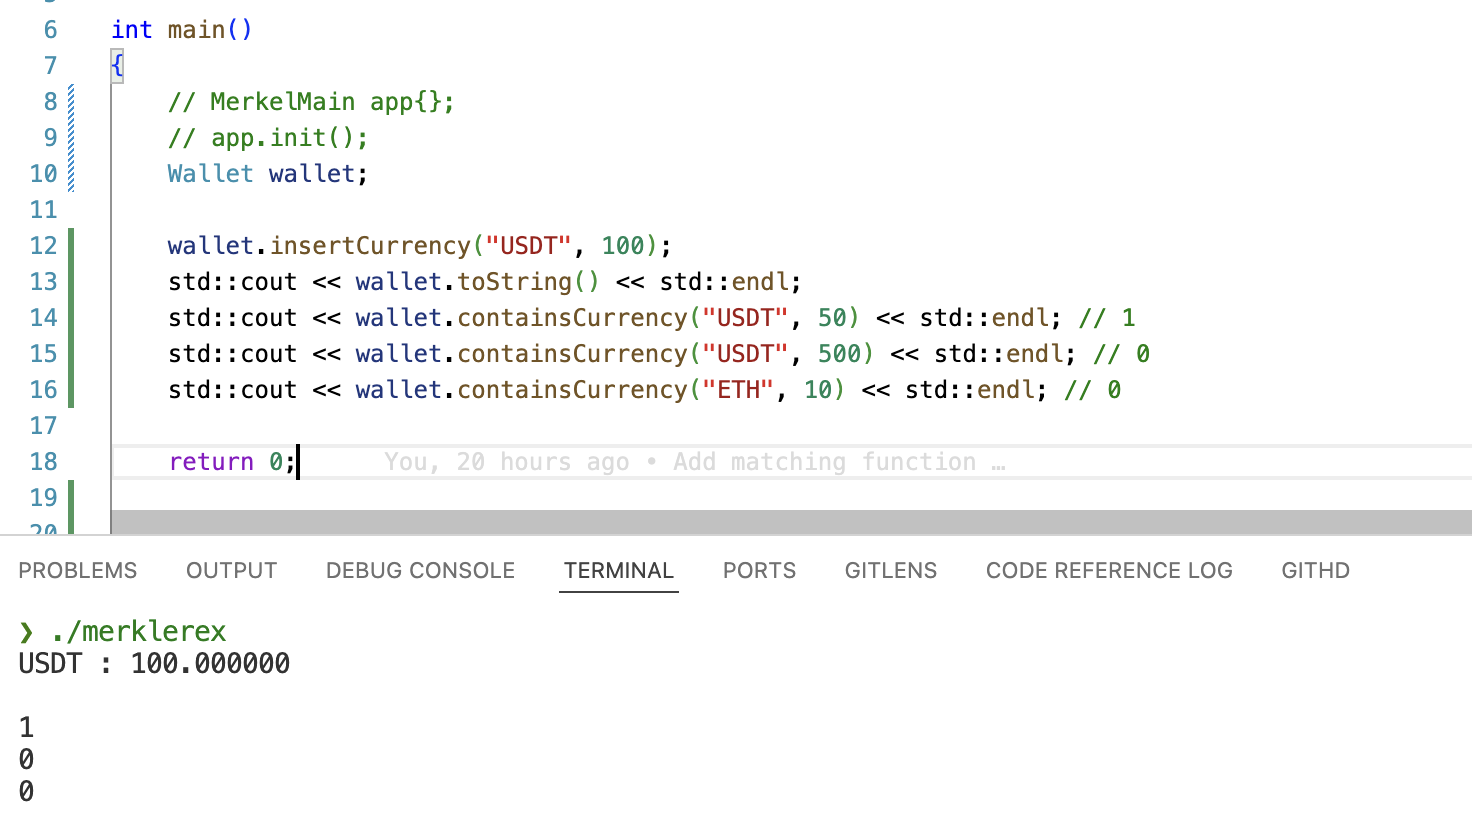 6 int main()
7 {
8 // MerkelMain app{};
9 // app.init();
10 Wallet wallet;
11
12 wallet.insertCurrency("USDT", 100);
13 std::cout << wallet.toString() << std::endl;
14 std::cout << wallet.containsCurrency("USDT", 50) << std::endl; // 1
15 std::cout << wallet.containsCurrency("USDT", 500) << std::endl; // 0
16 std::cout << wallet.containsCurrency("ETH", 10) << std::endl; // 0
17
18 return 0; You, 20 hours ago • Add matching function …
19
20
PROBLEMS OUTPUT DEBUG CONSOLE TERMINAL PORTS GITLENS CODE REFERENCE LOG GITHD
❯ ./merklerex
USDT : 100.000000
1
0
0